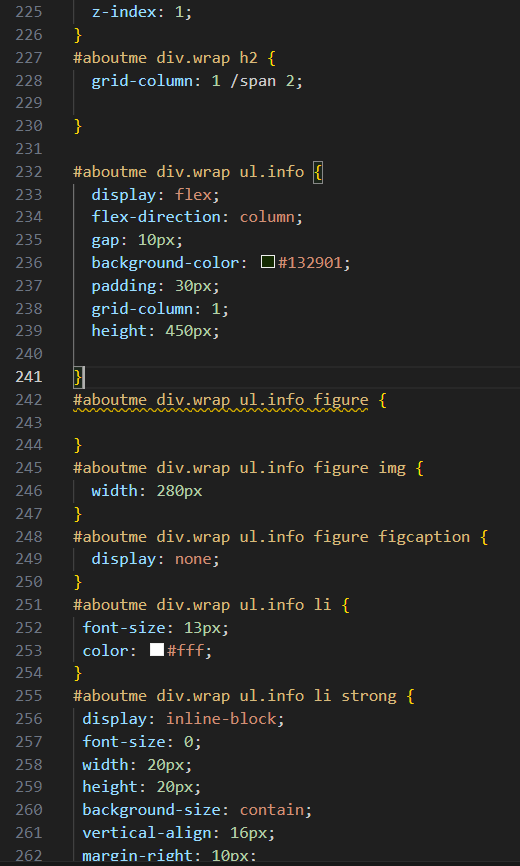 225 z-index: 1;
226 }
227 #aboutme div.wrap h2 {
228 grid-column: 1 /span 2;
229
230 }
231
232 #aboutme div.wrap ul.info {
233 display: flex;
234 flex-direction: column;
235 gap: 10px;
236 background-color: #132901;
237 padding: 30px;
238 grid-column: 1;
239 height: 450px;
240
241 }
242 #aboutme div.wrap ul.info figure {
243
244 }
245 #aboutme div.wrap ul.info figure img {
246 width: 280px
247 }
248 #aboutme div.wrap ul.info figure figcaption {
249 display: none;
250 }
251 #aboutme div.wrap ul.info li {
252 font-size: 13px;
253 color: #fff;
254 }
255 #aboutme div.wrap ul.info li strong {
256 display: inline-block;
257 font-size: 0;
258 width: 20px;
259 height: 20px;
260 background-size: contain;
261 vertical-align: 16px;
262 margin-right: 10px;